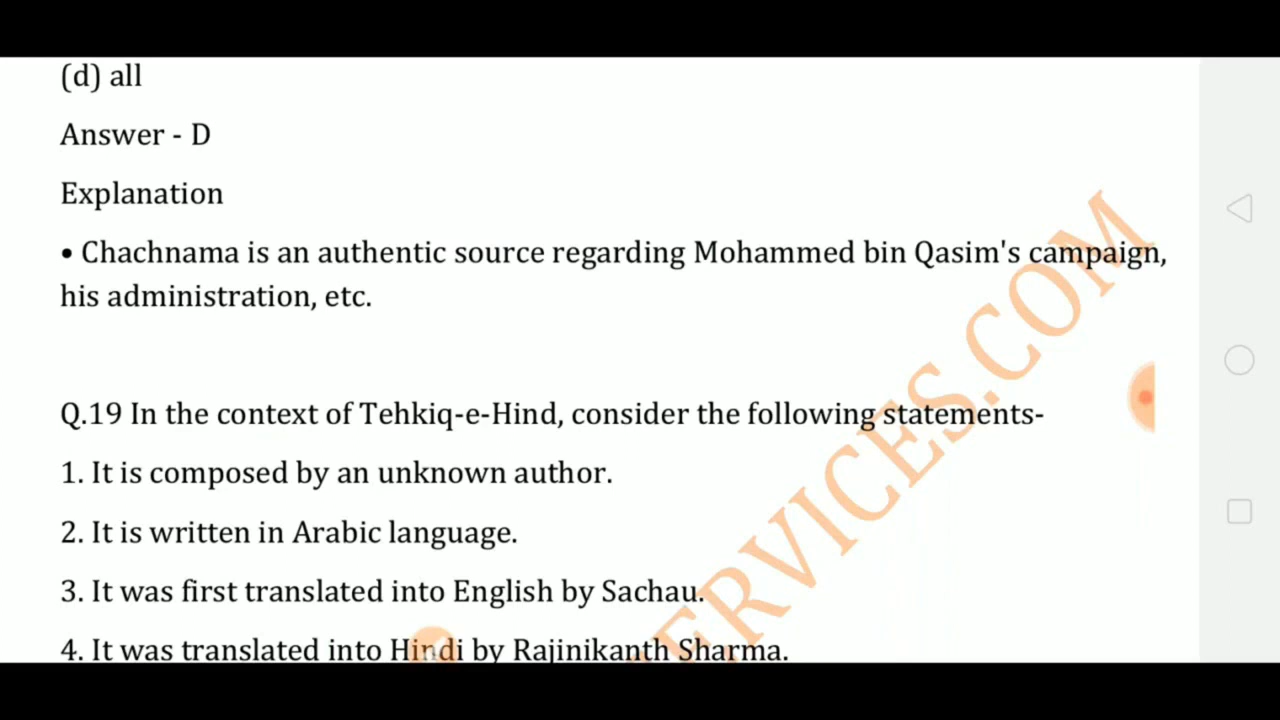 (d) all
Answer - D
Explanation
• Chachnama is an authentic source regarding Mohammed bin Qasim's campaign,
his administration, etc.
Q.19 In the context of Tehkiq-e-Hind, consider the following statements-
1. It is composed by an unknown author.
2. It is written in Arabic language.
3. It was first translated into English by Sachau.
4. It was translated into Hindi by Rajinikanth Sharma.
ERVICES.COM